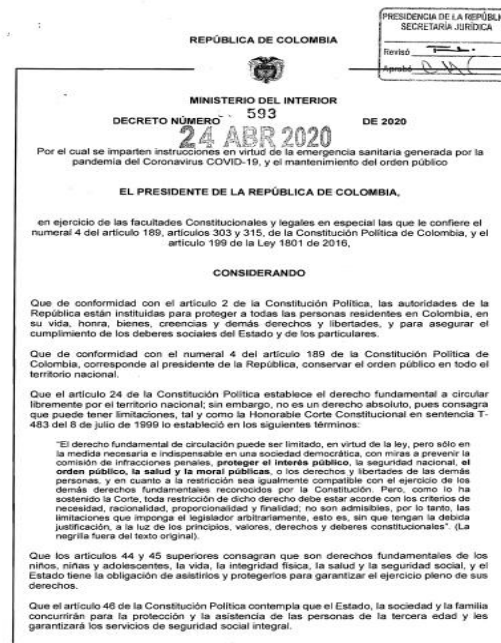 PRESIDENCIA DE LA REPÚBLI
SECRETARÍA JURÍDICA
Revisó
Aprobó
REPÚBLICA DE COLOMBIA
MINISTERIO DEL INTERIOR
DECRETO NÚMERO 593 DE 2020
24 ABR 2020
Por el cual se imparten instrucciones en virtud de la emergencia sanitaria generada por la
pandemia del Coronavirus COVID-19, y el mantenimiento del orden público
EL PRESIDENTE DE LA REPÚBLICA DE COLOMBIA,
en ejercicio de las facultades Constitucionales y legales en especial las que le confiere el
numeral 4 del artículo 189, artículos 303 y 315, de la Constitución Política de Colombia, y el
artículo 199 de la Ley 1801 de 2016,
CONSIDERANDO
Que de conformidad con el artículo 2 de la Constitución Política, las autoridades de la
República están instituidas para proteger a todas las personas residentes en Colombia, en
su vida, honra, bienes, creencias y demás derechos y libertades, y para asegurar el
cumplimiento de los deberes sociales del Estado y de los particulares.
Que de conformidad con el numeral 4 del artículo 189 de la Constitución Política de
Colombia, corresponde al presidente de la República, conservar el orden público en todo el
territorio nacional.
Que el artículo 24 de la Constitución Política establece el derecho fundamental a circular
libremente por el territorio nacional; sin embargo, no es un derecho absoluto, pues consagra
que puede tener limitaciones, tal y como la Honorable Corte Constitucional en sentencia T-
483 del 8 de julio de 1999 lo estableció en los siguientes términos:
"El derecho fundamental de circulación puede ser limitado, en virtud de la ley, pero sólo en
la medida necesaria e indispensable en una sociedad democrática, con miras a prevenir la
comisión de infracciones penales, proteger el interés público, la seguridad nacional, el
orden público, la salud y la moral públicas, o los derechos y libertades de las demás
personas, y en cuanto a la restricción sea igualmente compatible con el ejercicio de los
demás derechos fundamentales reconocidos por la Constitución. Pero, como lo ha
sostenido la Corte, toda restricción de dicho derecho debe estar acorde con los criterios de
necesidad, racionalidad, proporcionalidad y finalidad; no son admisibles, por lo tanto, las
limitaciones que imponga el legislador arbitrariamente, esto es, sin que tengan la debida
justificación, a la luz de los principios, valores, derechos y deberes constitucionales". (La
negrilla fuera del texto original).
Que los artículos 44 y 45 superiores consagran que son derechos fundamentales de los
niños, niñas y adolescentes, la vida, la integridad física, la salud y la seguridad social, y el
Estado tiene la obligación de asistirlos y protegerlos para garantizar el ejercicio pleno de sus
derechos.
Que el artículo 46 de la Constitución Política contempla que el Estado, la sociedad y la familia
concurrirán para la protección y la asistencia de las personas de la tercera edad y les
garantizará los servicios de seguridad social integral.